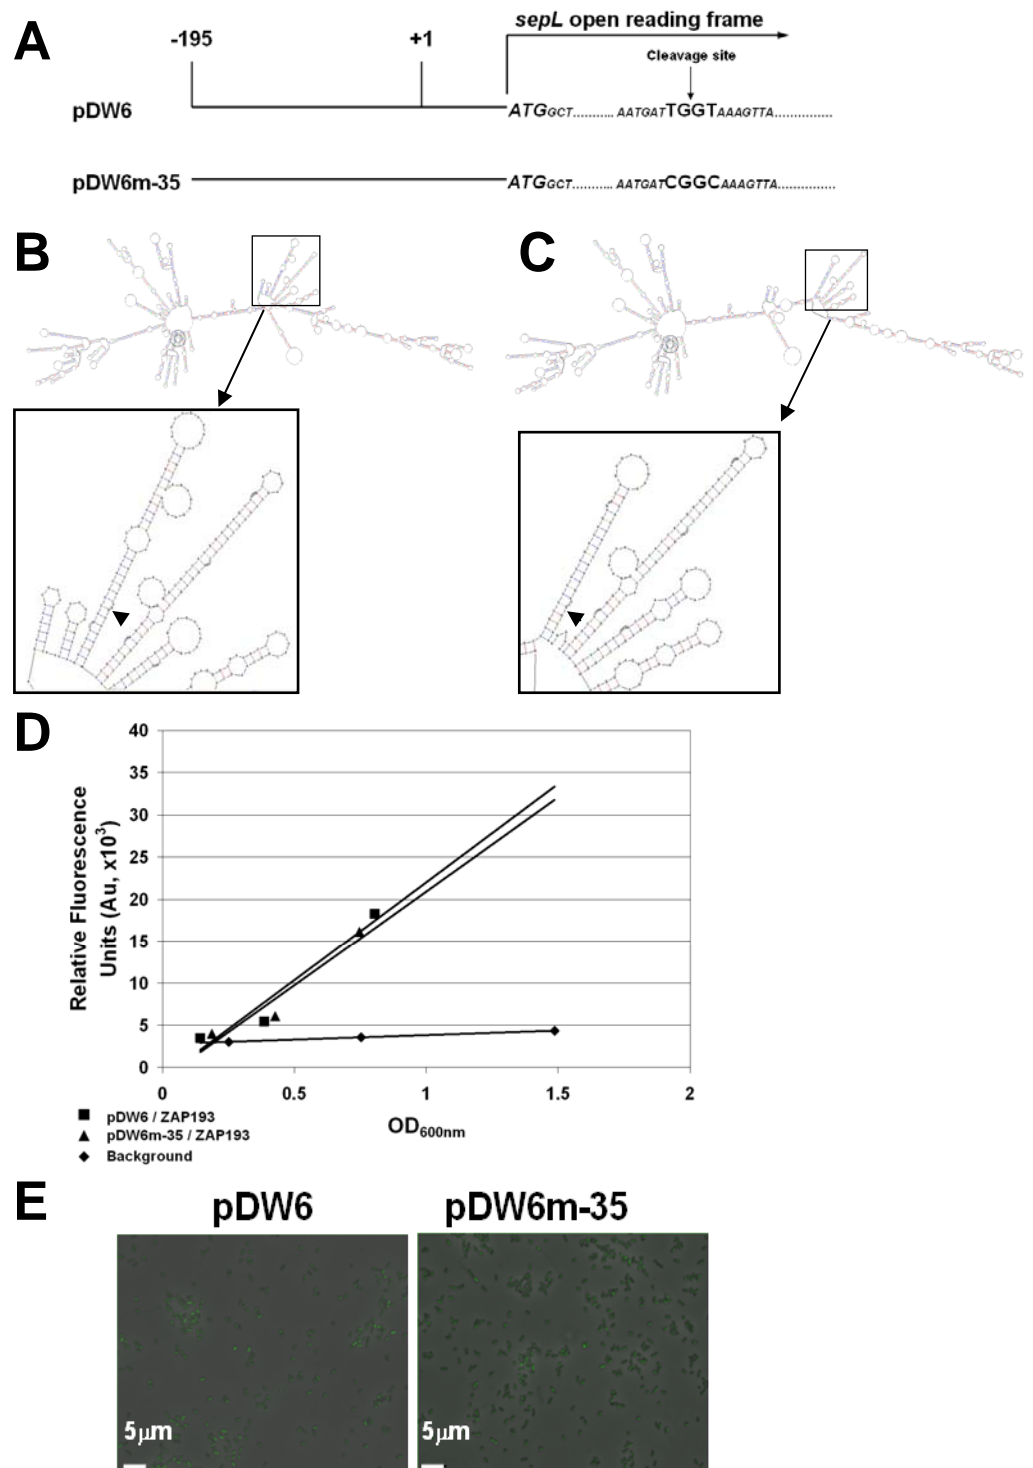 A
sepL open reading frame
-195
+1
Cleavage site
pDW6
ATGGCT........... AATGATTGGTAAAGTTA...............
pDW6m-35
ATGGCT........... AATGATCGGCAAAGTTA...............
B
C
D
40
35
30
25
20
15
10
5
0
Relative Fluorescence
Units (Au, x10³)
0
0.5
1
1.5
2
OD600nm
pDW6 / ZAP193
pDW6m-35 / ZAP193
Background
E
pDW6
pDW6m-35
5μm
5μm